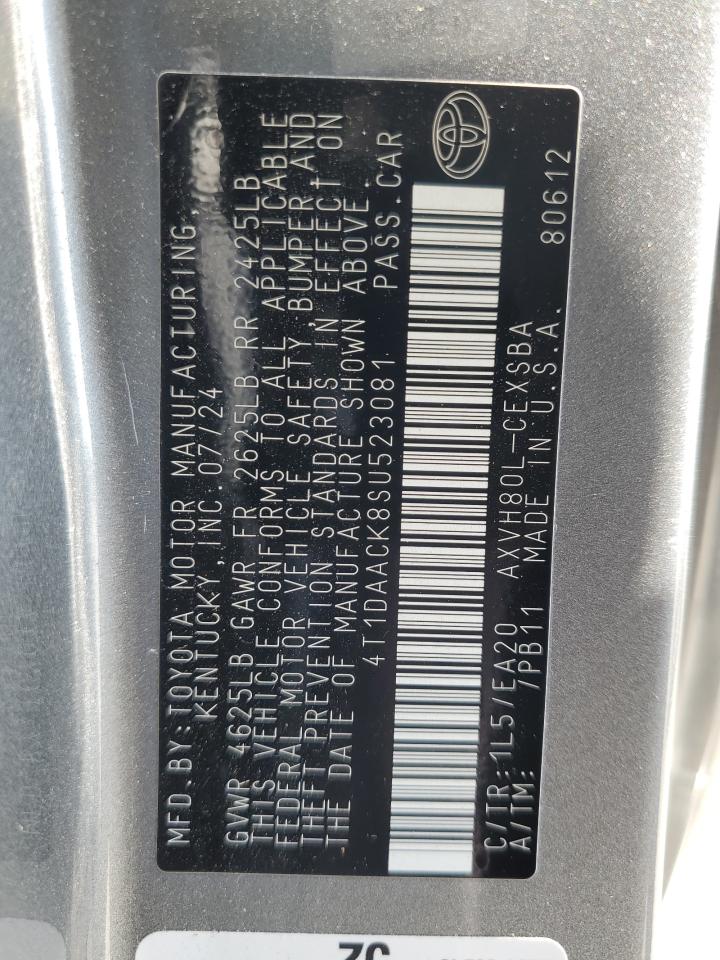 MFD.BY:TOYOTA MOTOR MANUFACTURING,
KENTUCKY,INC.07/24
GVWR 4625LB GAWR FR 2625LB RR 2425LB
THIS VEHICLE CONFORMS TO ALL APPLICABLE
FEDERAL MOTOR VEHICLE SAFETY,BUMPER,AND
THEFT PREVENTION STANDARDS IN EFFECT ON
THE DATE OF MANUFACTURE SHOWN ABOVE.
4T1DAACK8SU523081 PASS.CAR
C/TR:1L5/EA20 AXVH80L-CEXSBA
A/TM: /PB11 MADE IN U.S.A. 80612